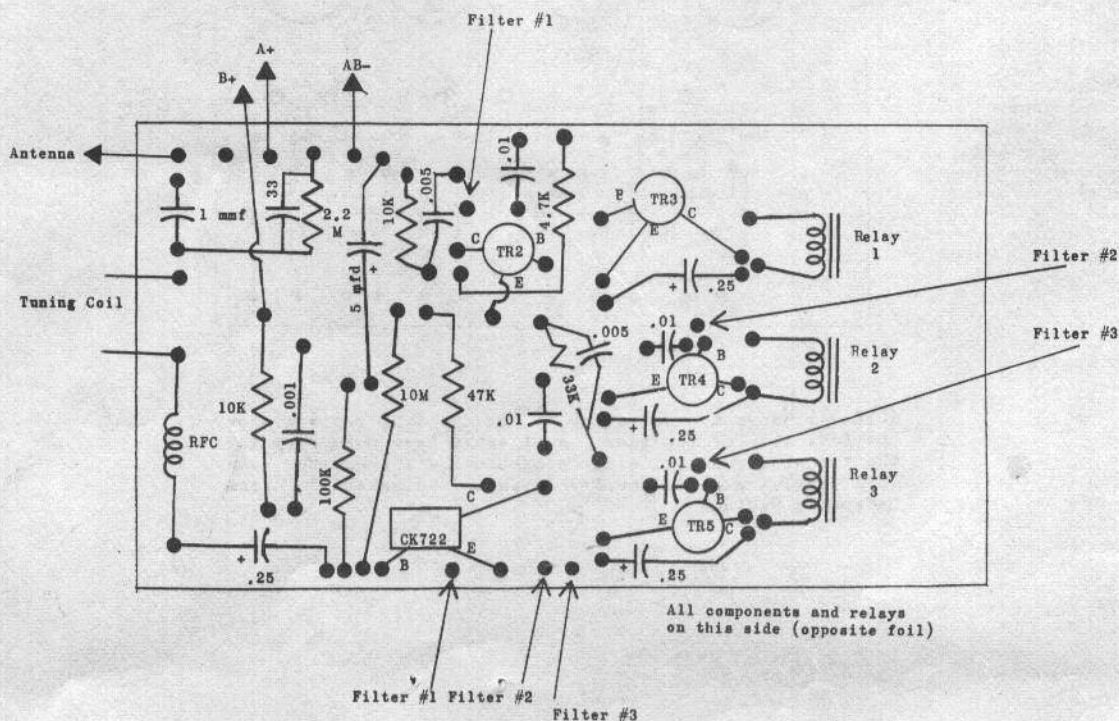 Filter #1
A+
AB-
B+
Antenna
33
2.2
M
1 mmf
5 mfd
10K
.005
.01
4.7K
C
TR2
B
E
TR3
C
E
Relay
1
.25
+
+
Filter #2
Filter #3
Tuning Coil
.005
33K
.01
B
E
TR4
C
Relay
2
+
.25
10K
.001
10M
47K
.01
RFC
100K
C
CK722
B
E
.01
B
E
TR5
C
Relay
3
+
.25
+
.25
All components and relays
on this side (opposite foil)
Filter #1
Filter #2
Filter #3